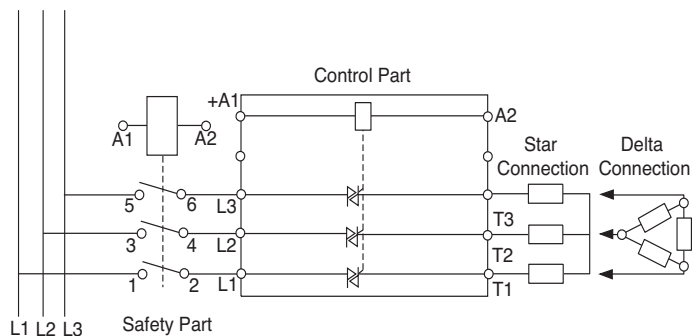 Control Part
+A1
A2
A1
A2
Star
Connection
Delta
Connection
5
6
L3
T3
3
4
L2
T2
1
2
L1
T1
L1 L2 L3
Safety Part